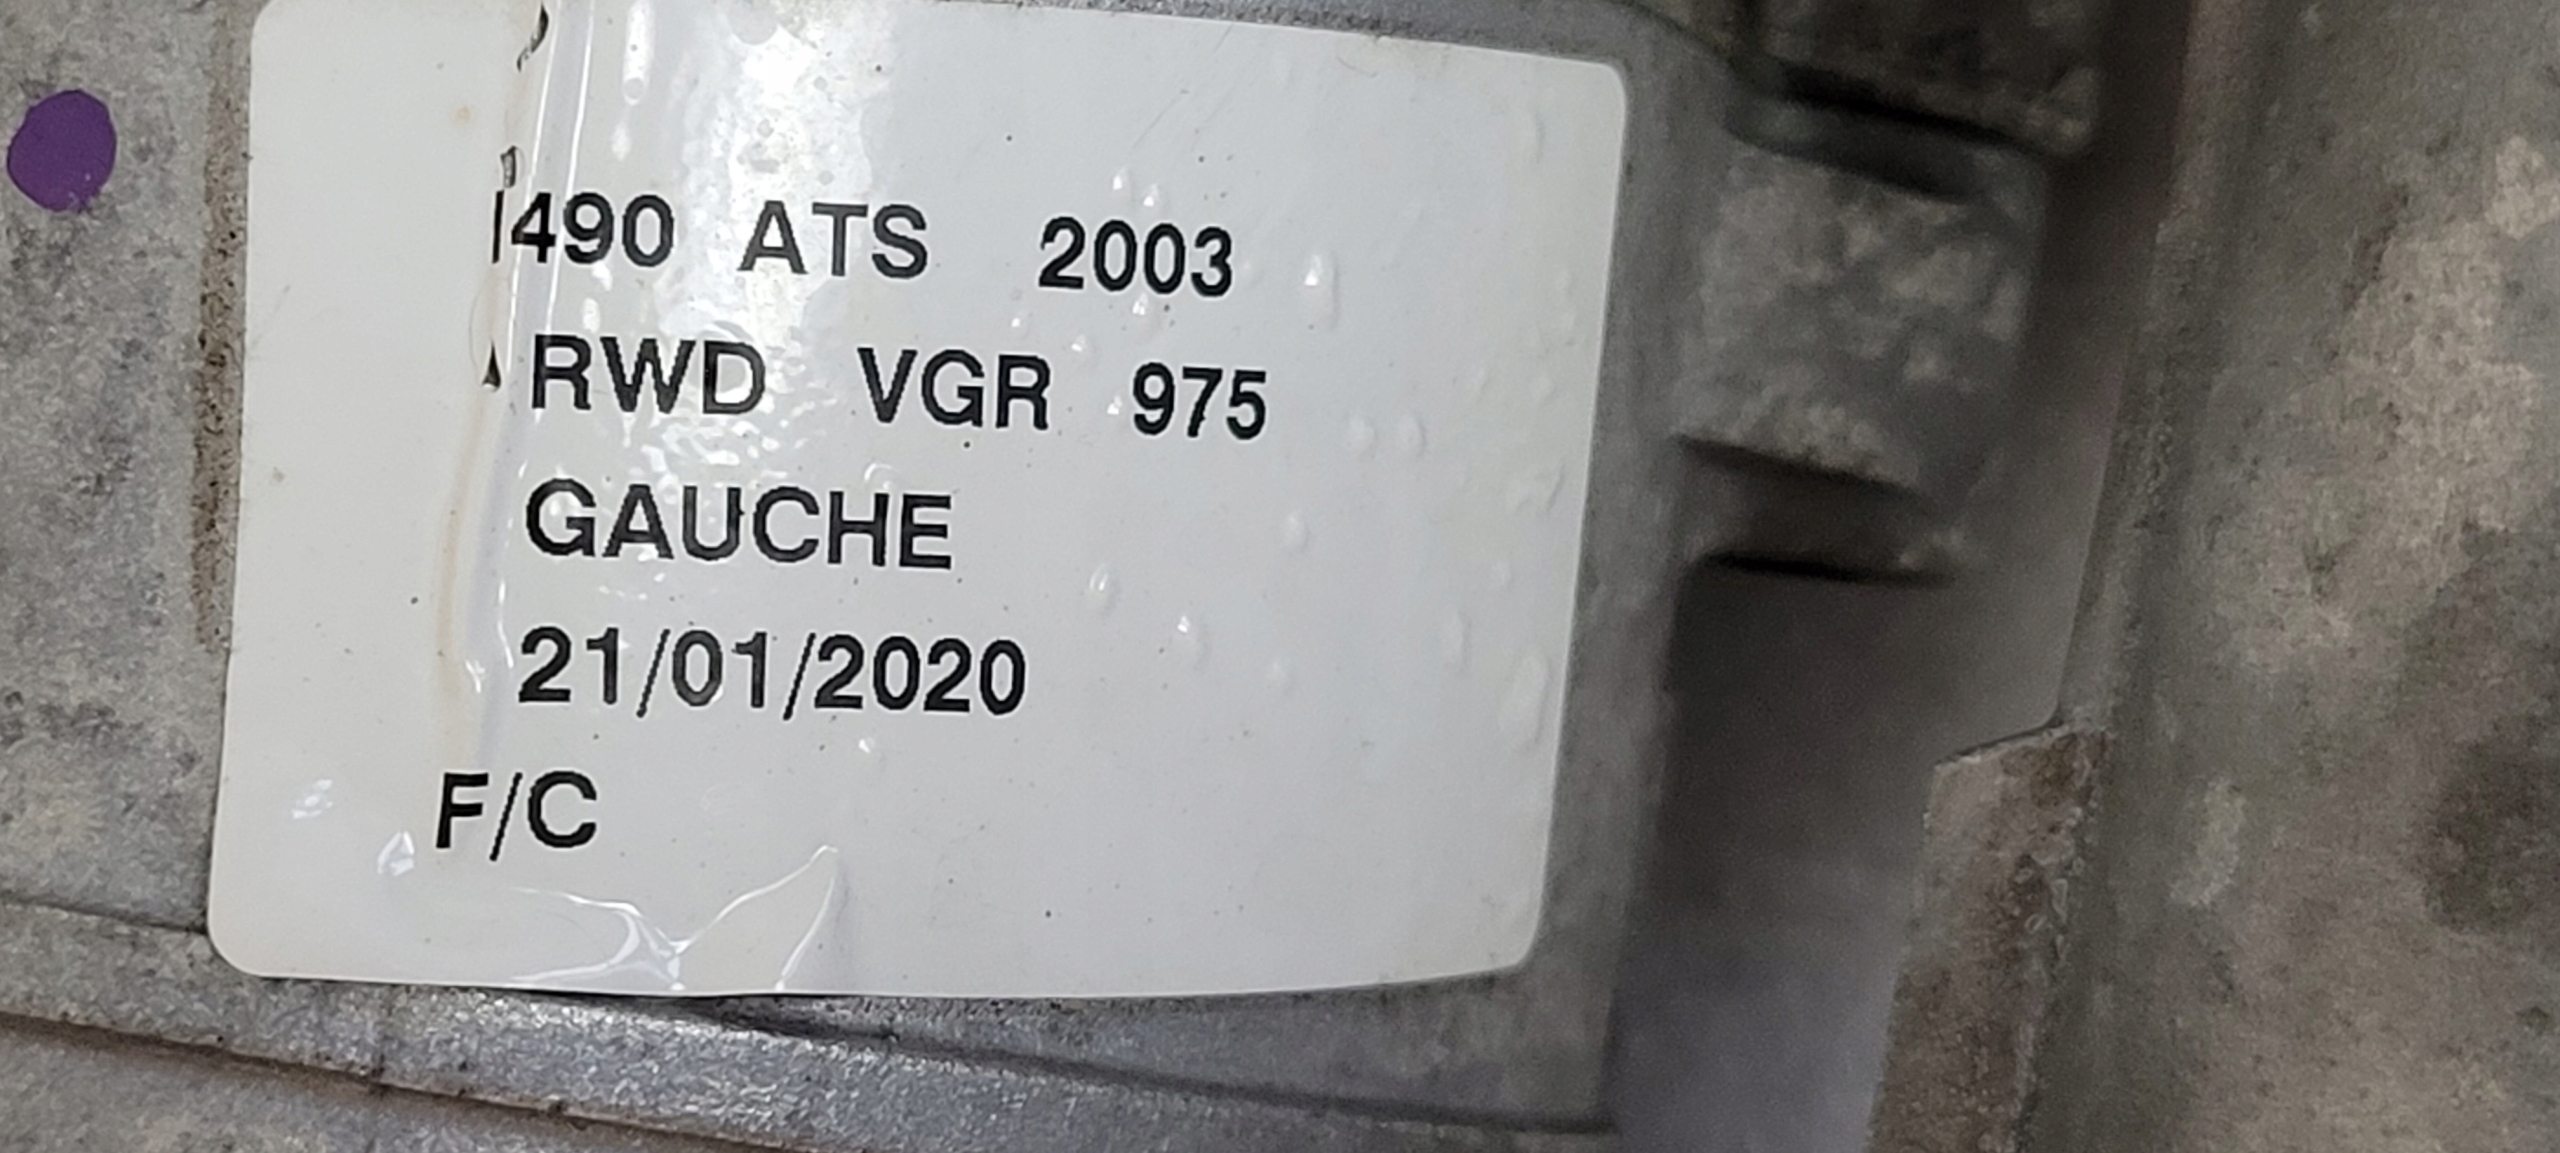 490 ATS 2003
RWD VGR 975
GAUCHE
21/01/2020
F/C